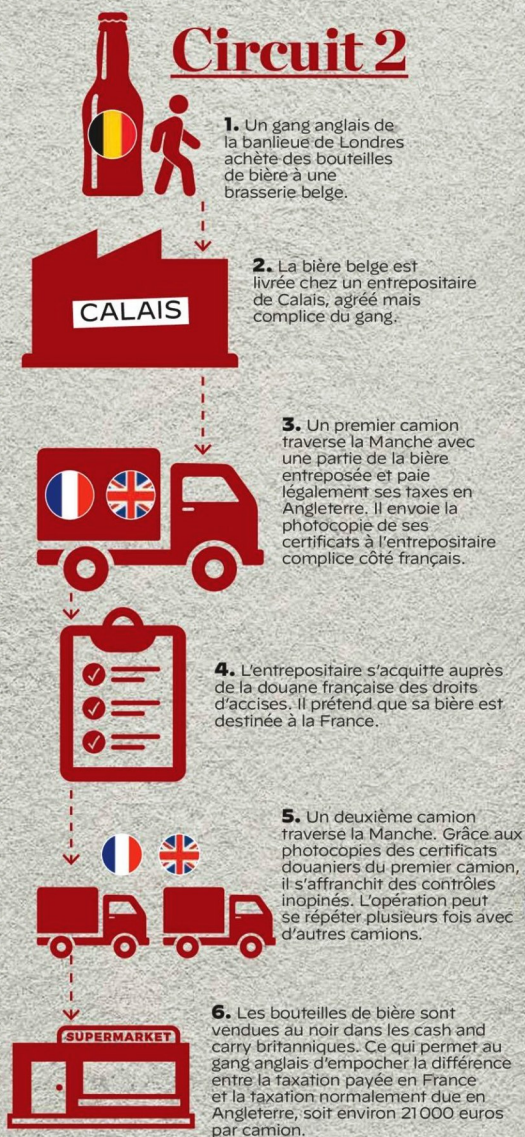 Circuit 2
1. Un gang anglais de
la banlieue de Londres
achète des bouteilles
de bière à une
brasserie belge.
2. La bière belge est
livrée chez un entrepositaire
de Calais, agréé mais
complice du gang.
CALAIS
3. Un premier camion
traverse la Manche avec
une partie de la bière
entreposée et paie
légalement ses taxes en
Angleterre. Il envoie la
photocopie de ses
certificats à l'entrepositaire
complice côté français.
4. L'entrepositaire s'acquitte auprès
de la douane française des droits
d'accises. Il prétend que sa bière est
destinée à la France.
5. Un deuxième camion
traverse la Manche. Grâce aux
photocopies des certificats
douaniers du premier camion,
il s'affranchit des contrôles
inopinés. L'opération peut
se répéter plusieurs fois avec
d'autres camions.
6. Les bouteilles de bière sont
vendues au noir dans les cash and
carry britanniques. Ce qui permet au
gang anglais d'empocher la différence
entre la taxation payée en France
et la taxation normalement due en
Angleterre, soit environ 21 000 euros
par camion.
SUPERMARKET